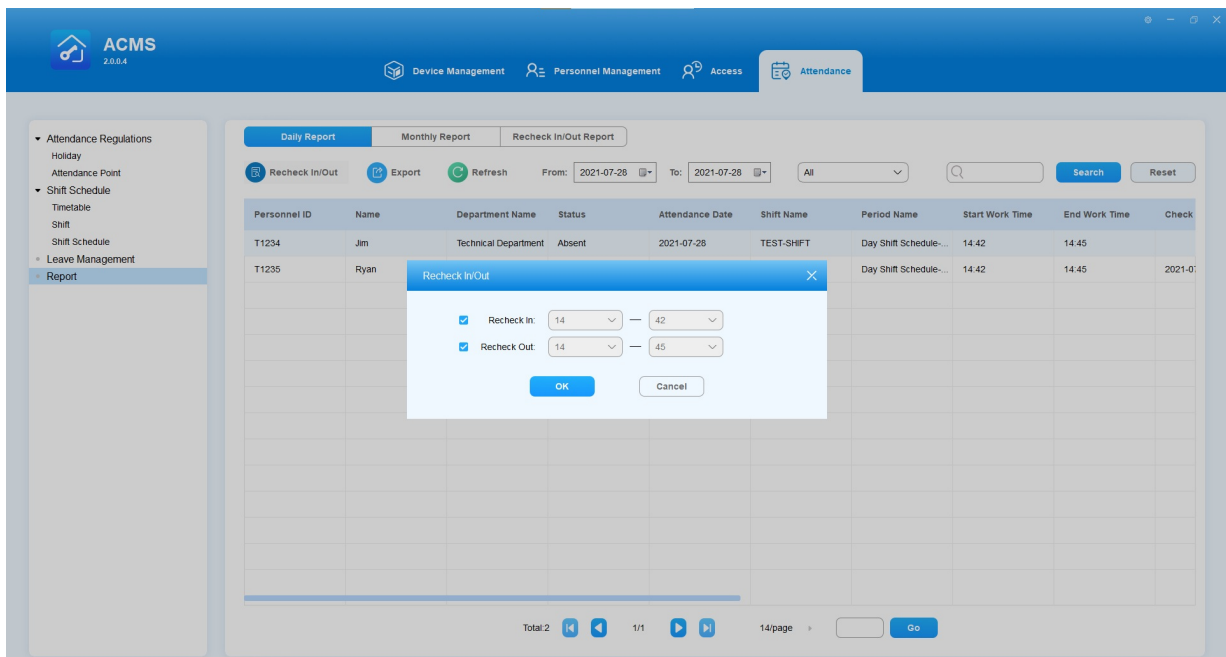 ACMS
2.0.0.4
Device Management Personnel Management Access Attendance
Attendance Regulations
Holiday
Attendance Point
Shift Schedule
Timetable
Shift
Shift Schedule
Leave Management
Report
Daily Report Monthly Report Recheck In/Out Report
Recheck In/Out Export Refresh From: 2021-07-28 To: 2021-07-28 All Search Reset
Personnel ID Name Department Name Status Attendance Date Shift Name Period Name Start Work Time End Work Time Check
T1234 Jim Technical Department Absent 2021-07-28 TEST-SHIFT Day Shift Schedule-... 14:42 14:45
T1235 Ryan Day Shift Schedule-... 14:42 14:45 2021-07
Recheck In/Out
Recheck In: 14 — 42
Recheck Out: 14 — 45
OK Cancel
Total:2 1/1 14/page Go